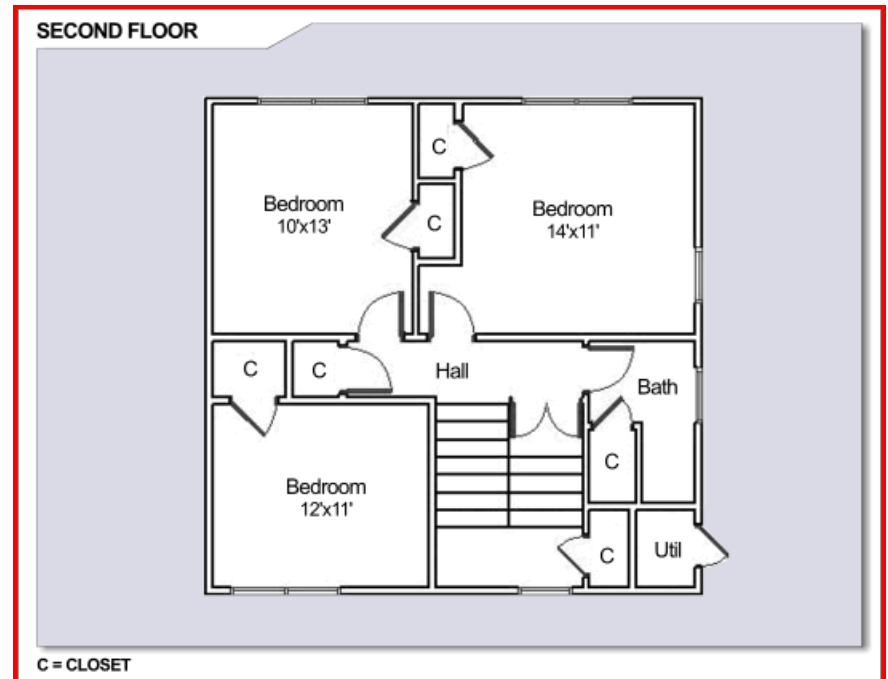 SECOND FLOOR
C
Bedroom
10'x13'
C
Bedroom
14'x11'
C
C
Hall
Bath
C
Bedroom
12'x11'
C
Util
C = CLOSET